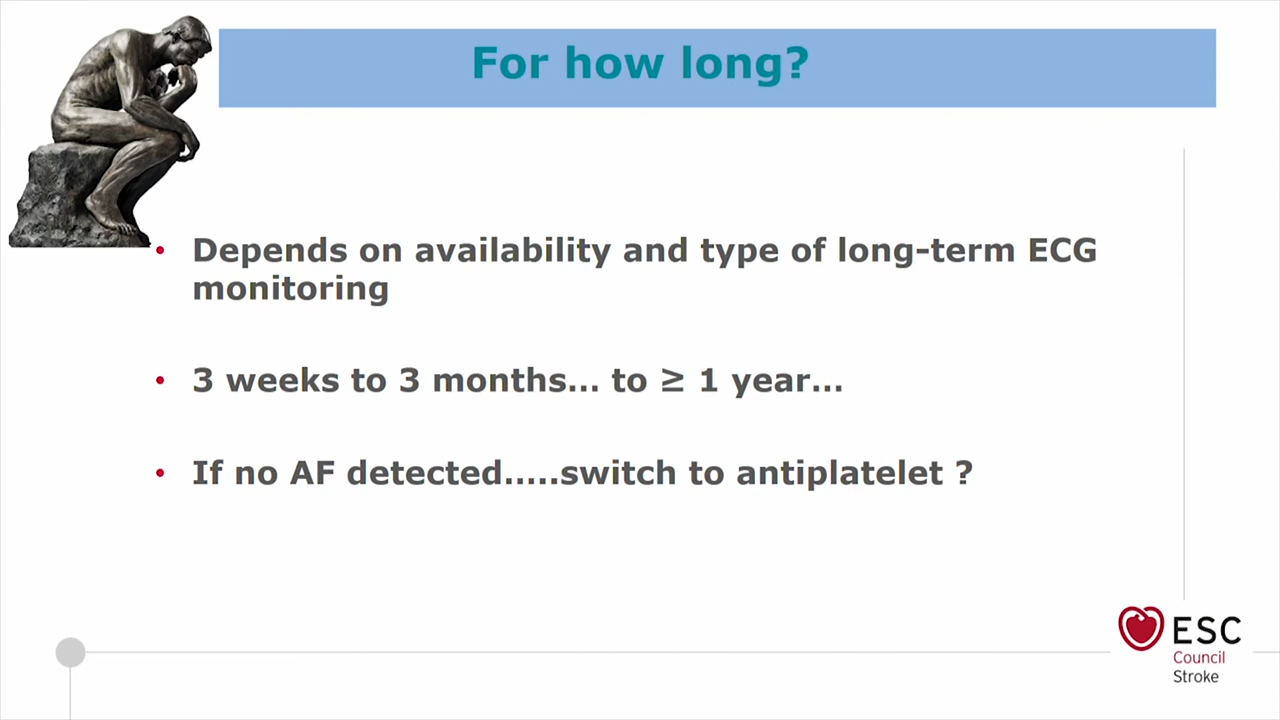 For how long?
• Depends on availability and type of long-term ECG
monitoring
• 3 weeks to 3 months... to ≥ 1 year...
• If no AF detected.....switch to antiplatelet ?
ESC
Council
Stroke